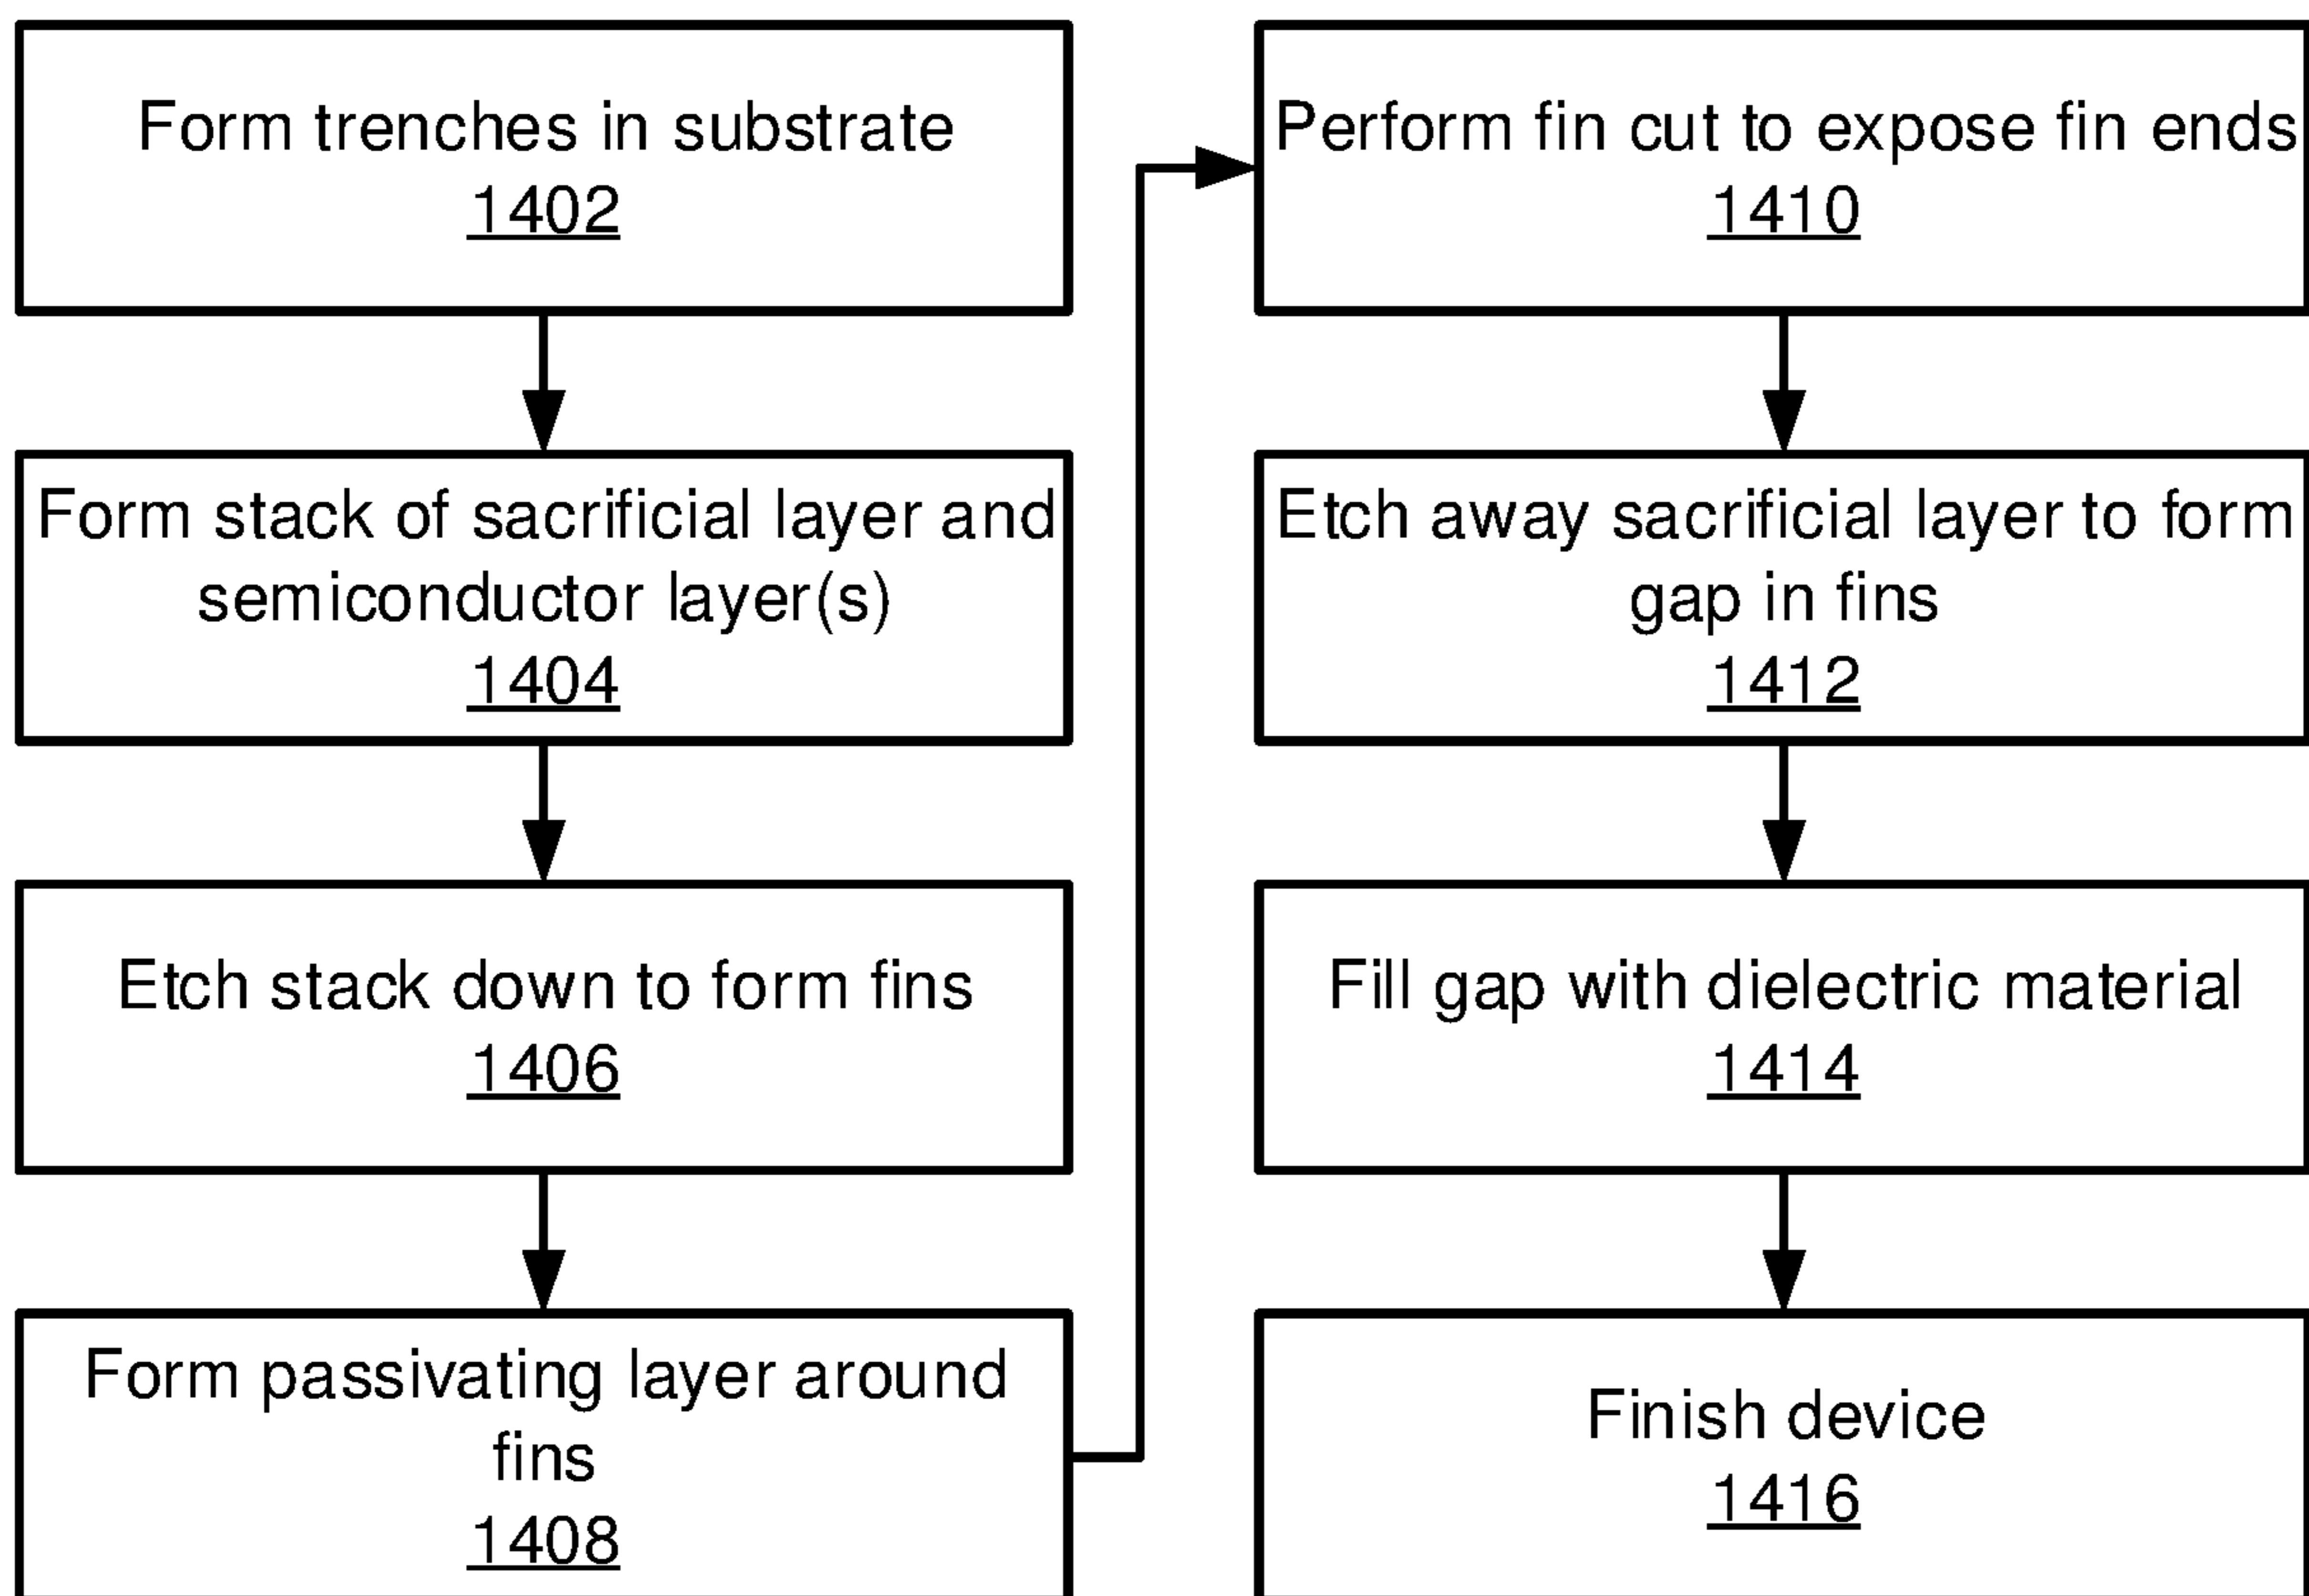 Form trenches in substrate
1402
Form stack of sacrificial layer and
semiconductor layer(s)
1404
Etch stack down to form fins
1406
Form passivating layer around
fins
1408
Perform fin cut to expose fin ends
1410
Etch away sacrificial layer to form
gap in fins
1412
Fill gap with dielectric material
1414
Finish device
1416